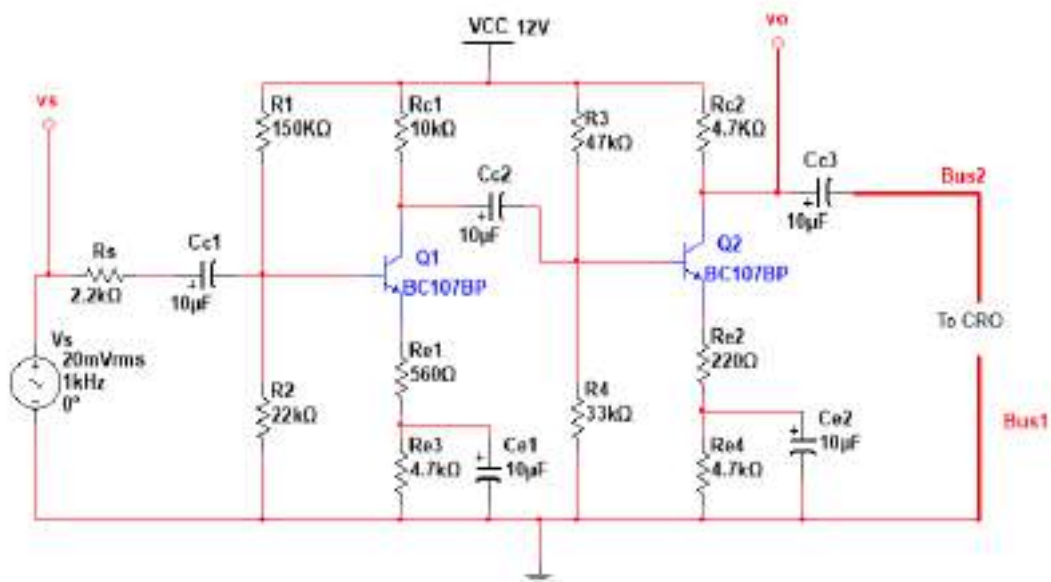 VCC 12V
vo
vs
R1
150KΩ
Rc1
10kΩ
R3
47kΩ
Rc2
4.7KΩ
Cc2
10µF
Cc3
10µF
Bus2
Rs
2.2kΩ
Cc1
10µF
Q1
BC107BP
Q2
BC107BP
To CRO
Vs
20mVrms
1kHz
0°
Re1
560Ω
Re2
220Ω
R2
22kΩ
R4
33kΩ
Re3
4.7kΩ
Ce1
10µF
Re4
4.7kΩ
Ce2
10µF
Bus1